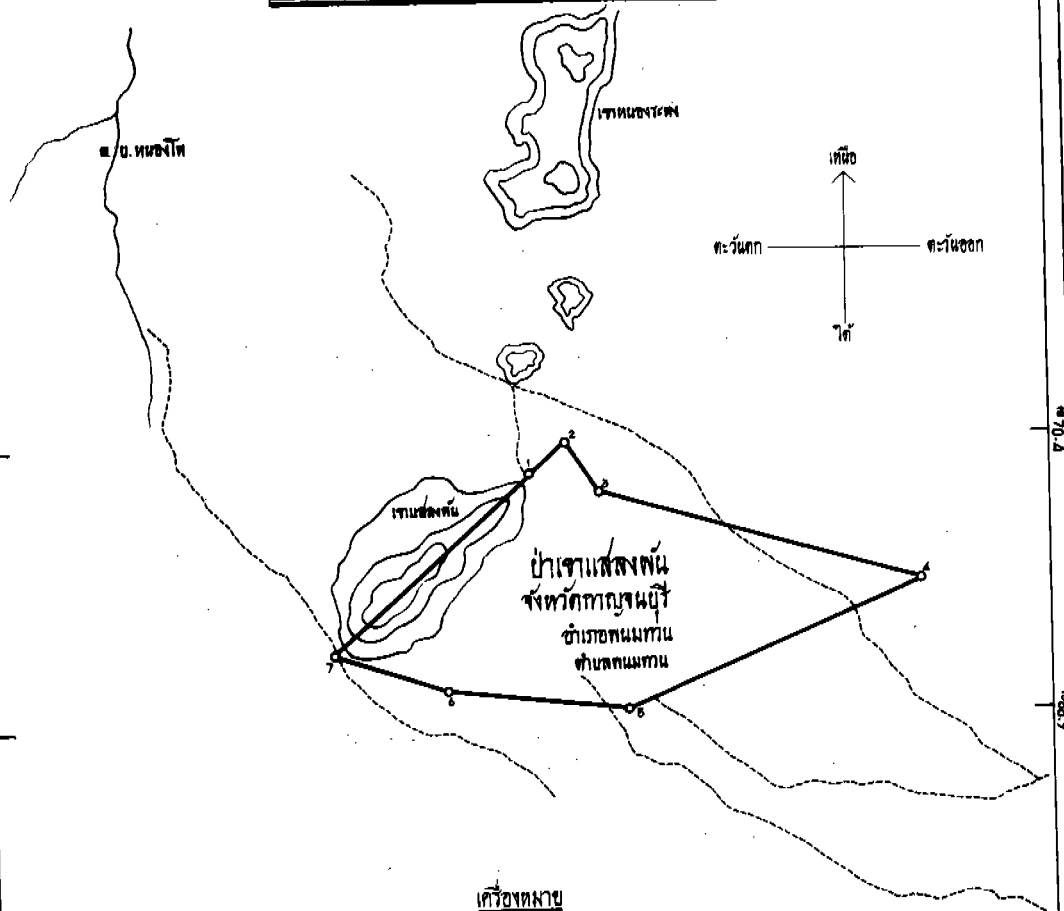 เขาหนองระฆัง
บ. หนองโพ
เหนือ
ตะวันตก
ตะวันออก
ใต้
2
1
3
เขาแสลงพัน
4
ป่าเขาแสลงพัน
จังหวัดกาญจนบุรี
อำเภอพนมทวน
ตำบลพนมทวน
7
6
5
เครื่องหมาย